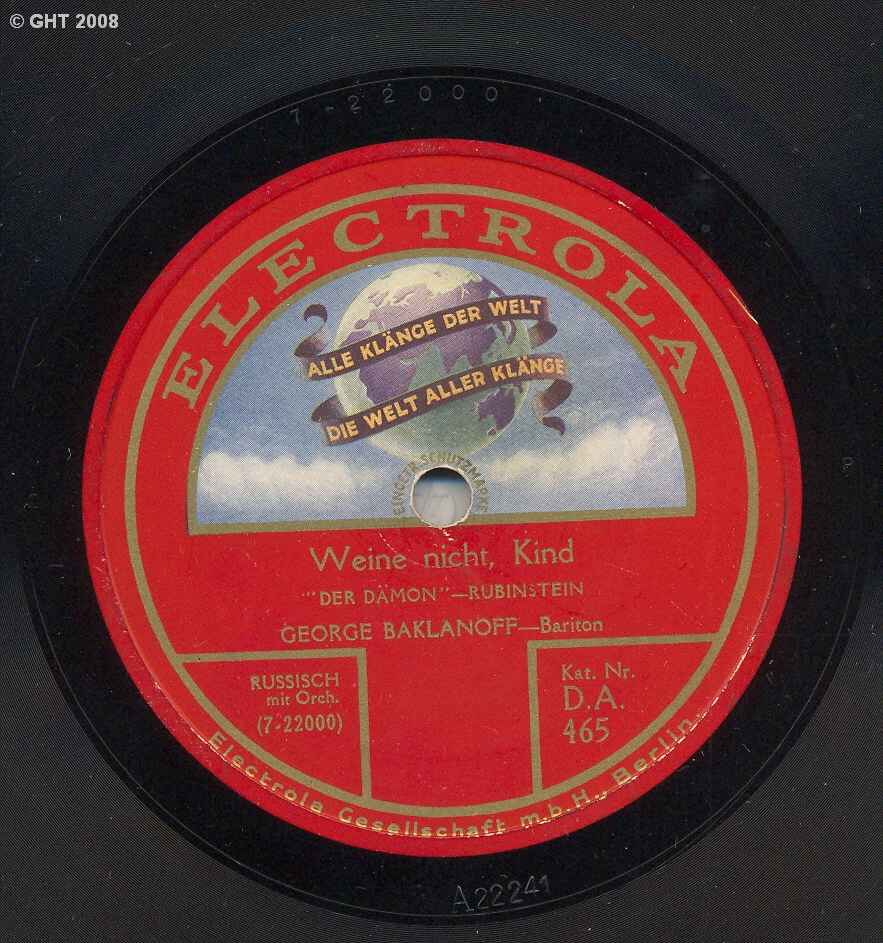 © GHT 2008
7-22000
ELECTROLA
ALLE KLÄNGE DER WELT
DIE WELT ALLER KLÄNGE
EINGETR. SCHUTZMARKE
Weine nicht, Kind
"'DER DÄMON"—RUBINSTEIN
GEORGE BAKLANOFF—Bariton
RUSSISCH
mit Orch.
(7-22000)
Kat. Nr.
D.A.
465
Electrola Gesellschaft m.b.H., Berlin
A22241